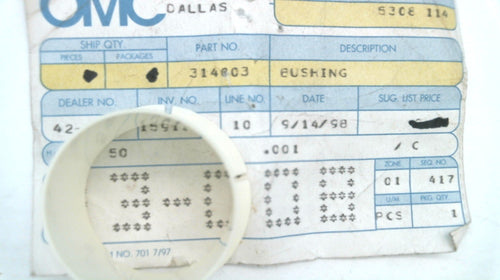 OMC DALLAS 5308 114
SHIP QTY PART NO. DESCRIPTION
PIECES PACKAGES
314803 BUSHING
DEALER NO. INV. NO. LINE NO. DATE SUG. LIST PRICE
42- 10 9/14/98
50 .001 / C
ZONE SEQ. NO.
01 417
U/M PKG. QTY.
PCS 1
NO. 701 7/97